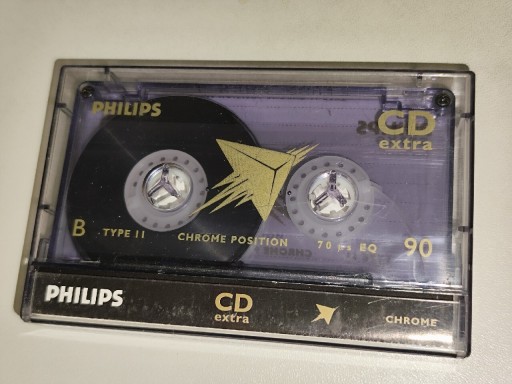 PHILIPS
CD
extra
B TYPE II CHROME POSITION 70 µs EQ 90
PHILIPS CD extra CHROME